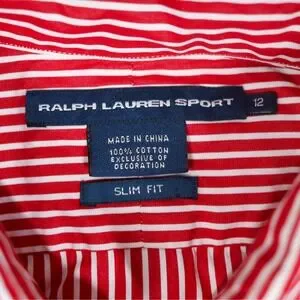 RALPH LAUREN SPORT 12
MADE IN CHINA
100% COTTON
EXCLUSIVE OF
DECORATION
SLIM FIT